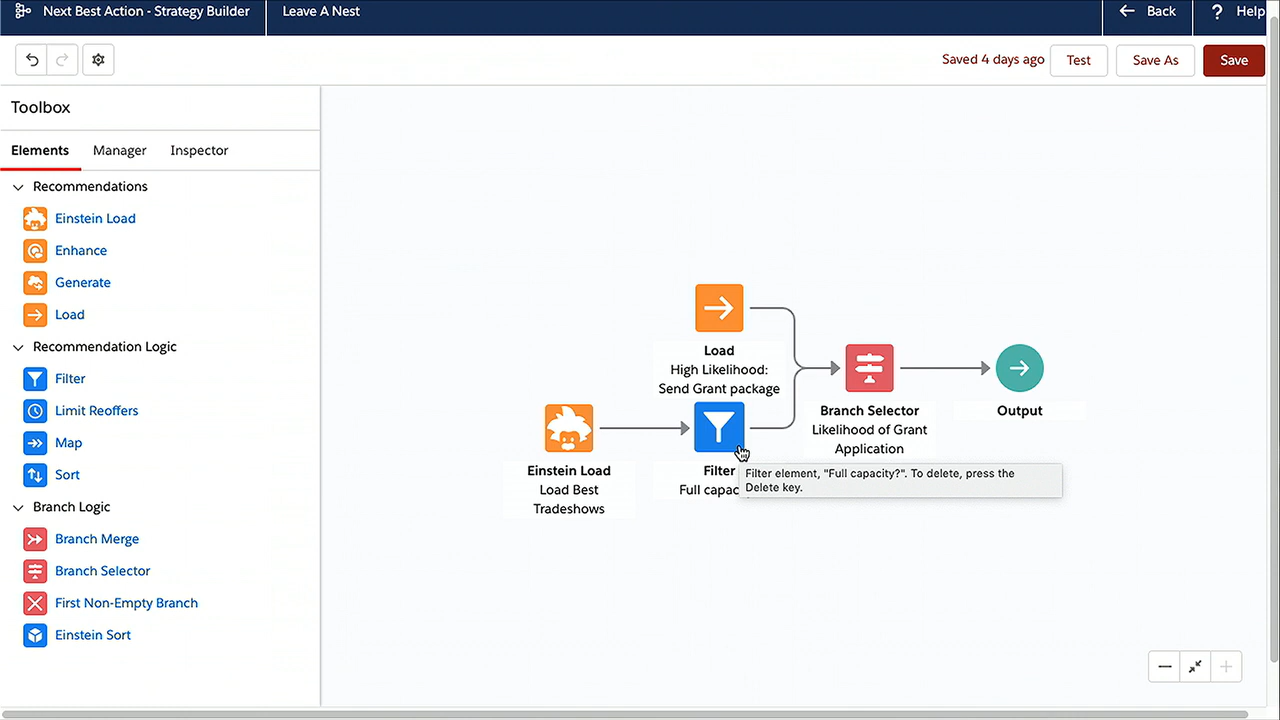 Next Best Action - Strategy Builder
Leave A Nest
Back
? Help
Saved 4 days ago
Test
Save As
Save
Toolbox
Elements
Manager
Inspector
Recommendations
Einstein Load
Enhance
Generate
Load
Recommendation Logic
Filter
Limit Reoffers
Map
Sort
Branch Logic
Branch Merge
Branch Selector
First Non-Empty Branch
Einstein Sort
Load
High Likelihood:
Send Grant package
Einstein Load
Load Best
Tradeshows
Filter
Full capac
Filter element, "Full capacity?". To delete, press the
Delete key.
Branch Selector
Likelihood of Grant
Application
Output